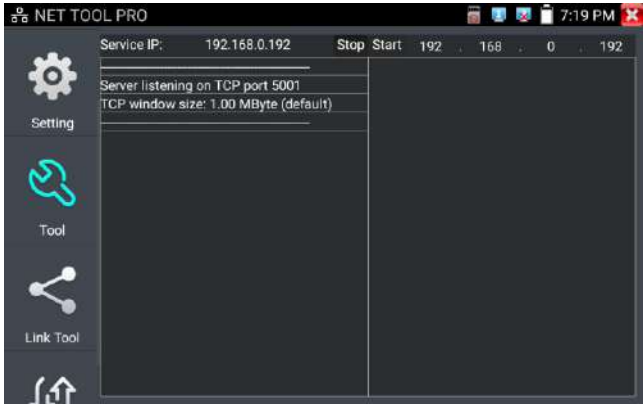 NET TOOL PRO 7:19 PM
Service IP: 192.168.0.192 Stop Start 192 . 168 . 0 . 192
Server listening on TCP port 5001
TCP window size: 1.00 MByte (default)
Setting
Tool
Link Tool